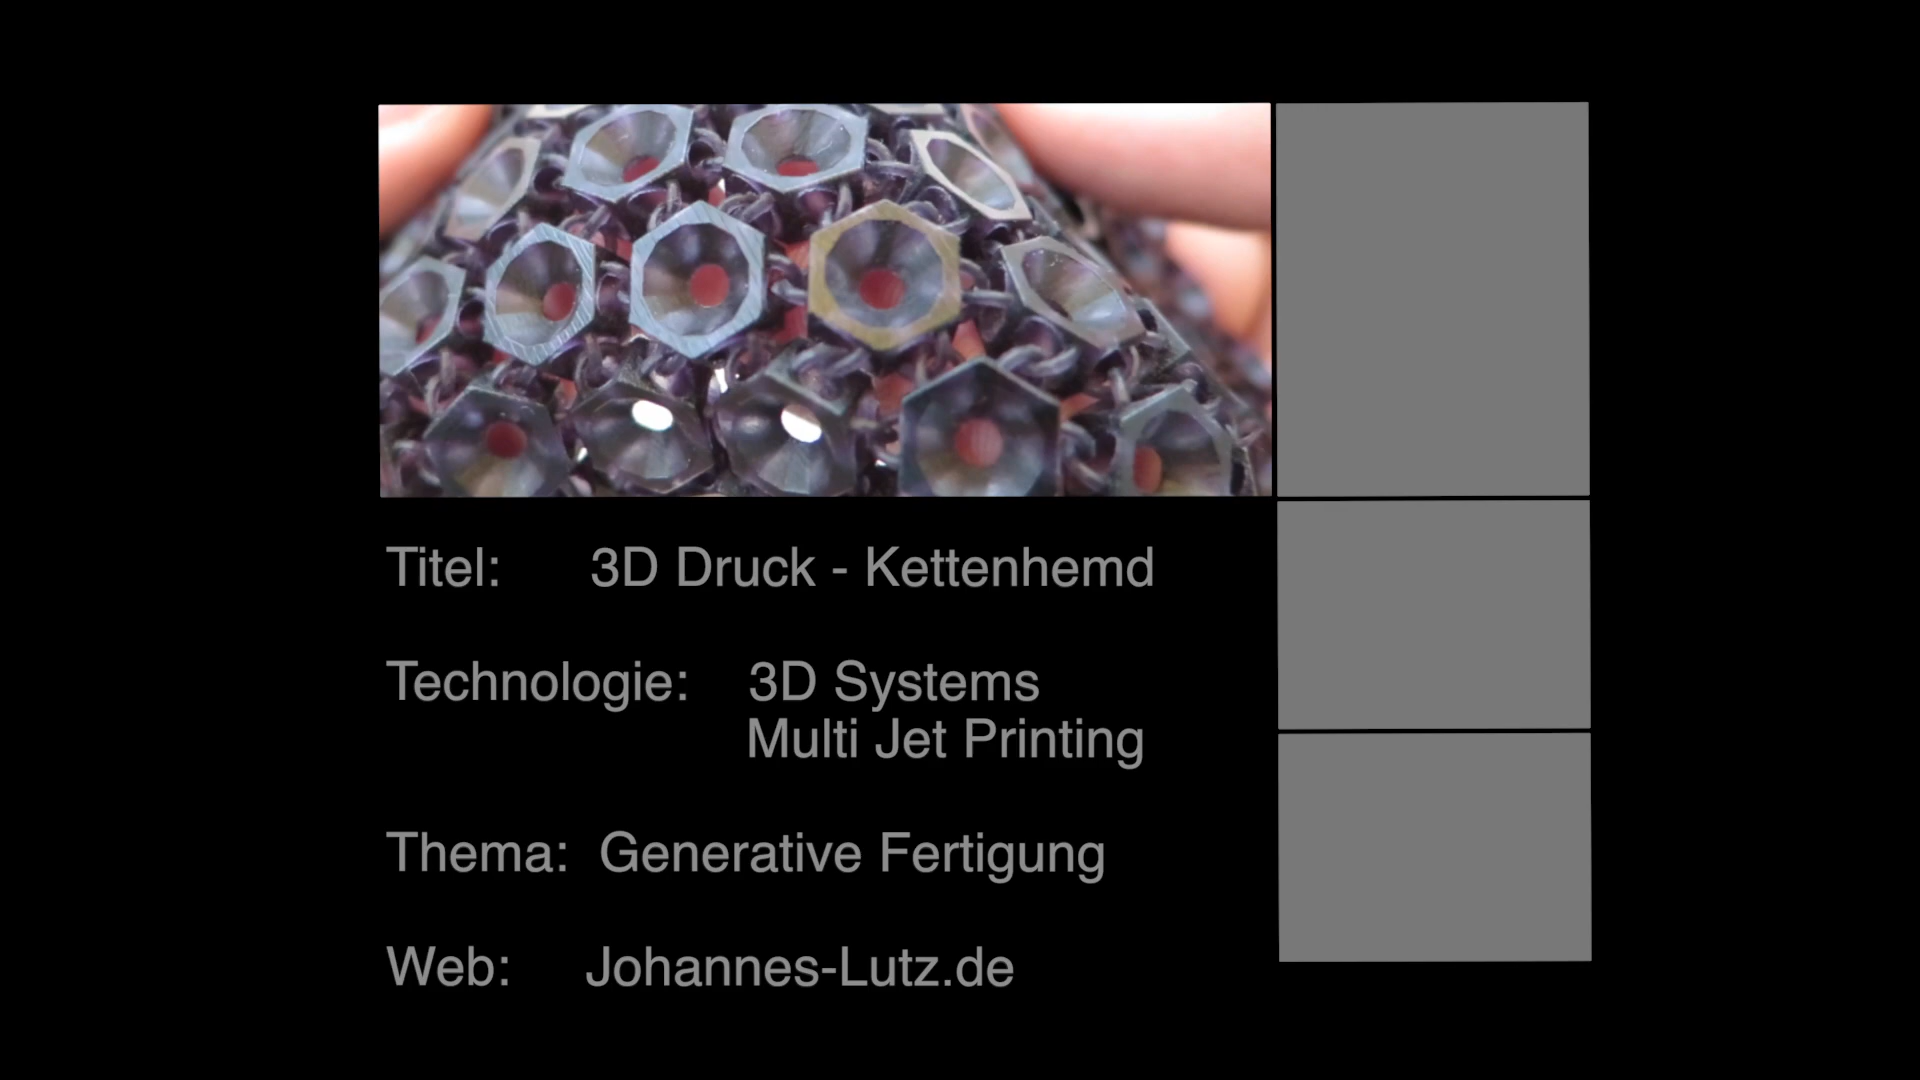 Titel: 3D Druck - Kettenhemd
Technologie: 3D Systems
Multi Jet Printing
Thema: Generative Fertigung
Web: Johannes-Lutz.de